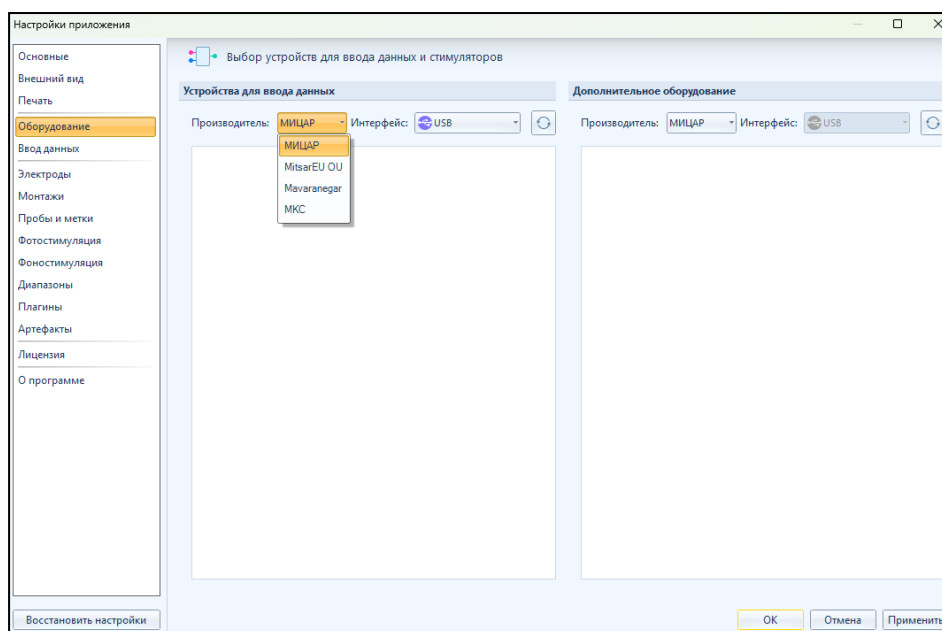 Настройки приложения
Основные
Внешний вид
Печать
Оборудование
Ввод данных
Электроды
Монтажи
Пробы и метки
Фотостимуляция
Фоностимуляция
Диапазоны
Плагины
Артефакты
Лицензия
О программе
Восстановить настройки
Выбор устройств для ввода данных и стимуляторов
Устройства для ввода данных
Производитель: МИЦАР Интерфейс: USB
МИЦАР
MitsarEU OU
Mavaranegar
МКС
Дополнительное оборудование
Производитель: МИЦАР Интерфейс: USB
OK Отмена Применить